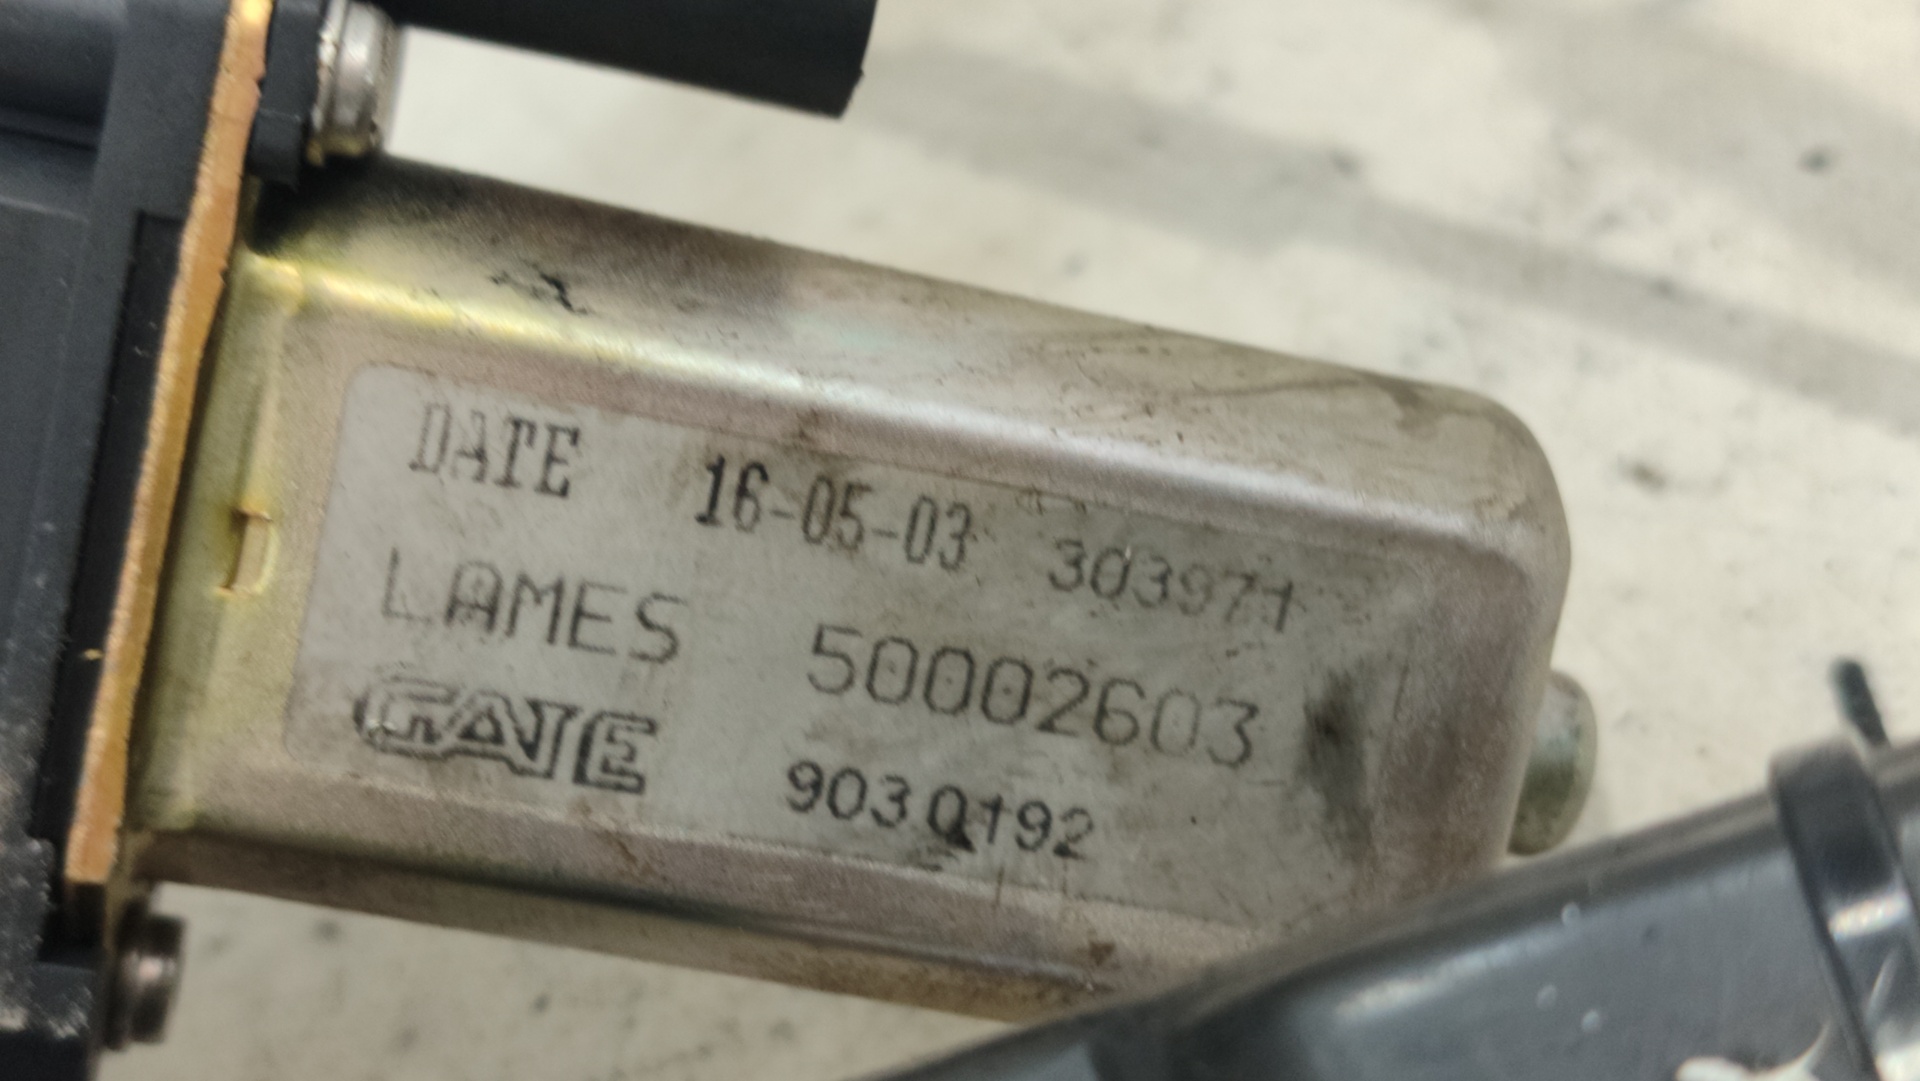 DATE 16-05-03 303971
LAMES 50002603
GATE 9030192